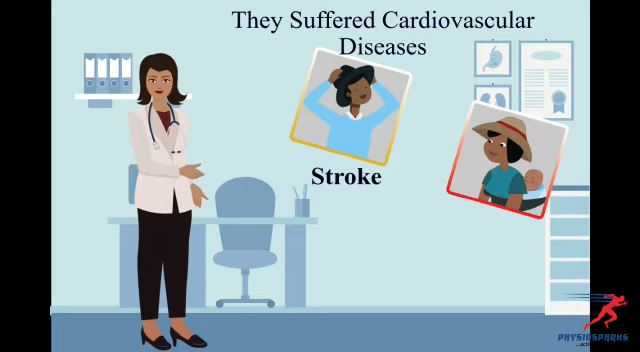 They Suffered Cardiovascular
Diseases
Stroke
PHYSIOSPARKS